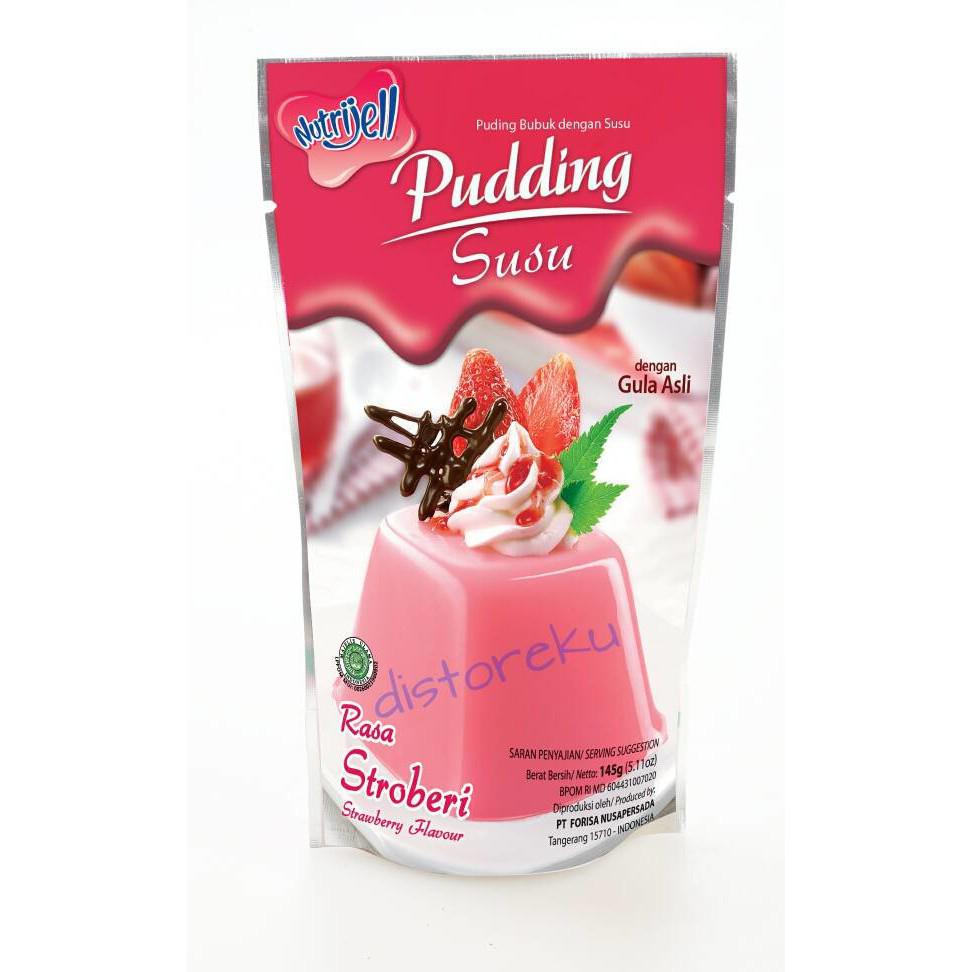 Nutrijell
Puding Bubuk dengan Susu
Pudding
Susu
dengan
Gula Asli
distoreku
Rasa
Stroberi
Strawberry Flavour
SARAN PENYAJIAN/ SERVING SUGGESTION
Berat Bersih/ Netto: 145g (5.11oz)
BPOM RI MD 604431007020
Diproduksi oleh/ Produced by:
PT FORISA NUSAPERSADA
Tangerang 15710 - INDONESIA